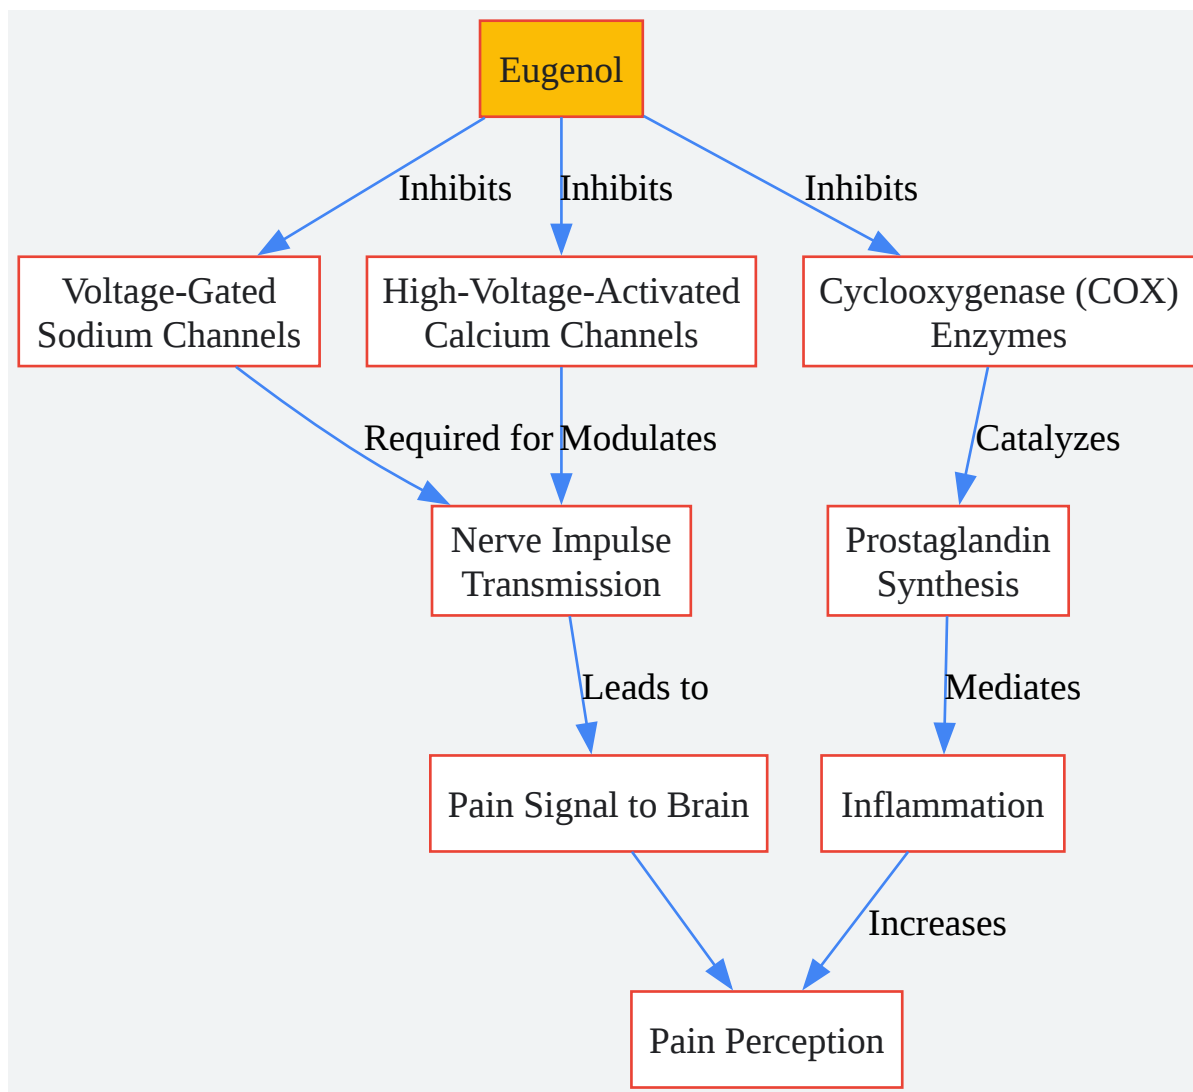 Eugenol
Inhibits
Inhibits
Inhibits
Voltage-Gated
Sodium Channels
High-Voltage-Activated
Calcium Channels
Cyclooxygenase (COX)
Enzymes
Required for
Modulates
Catalyzes
Nerve Impulse
Transmission
Prostaglandin
Synthesis
Leads to
Mediates
Pain Signal to Brain
Inflammation
Increases
Pain Perception